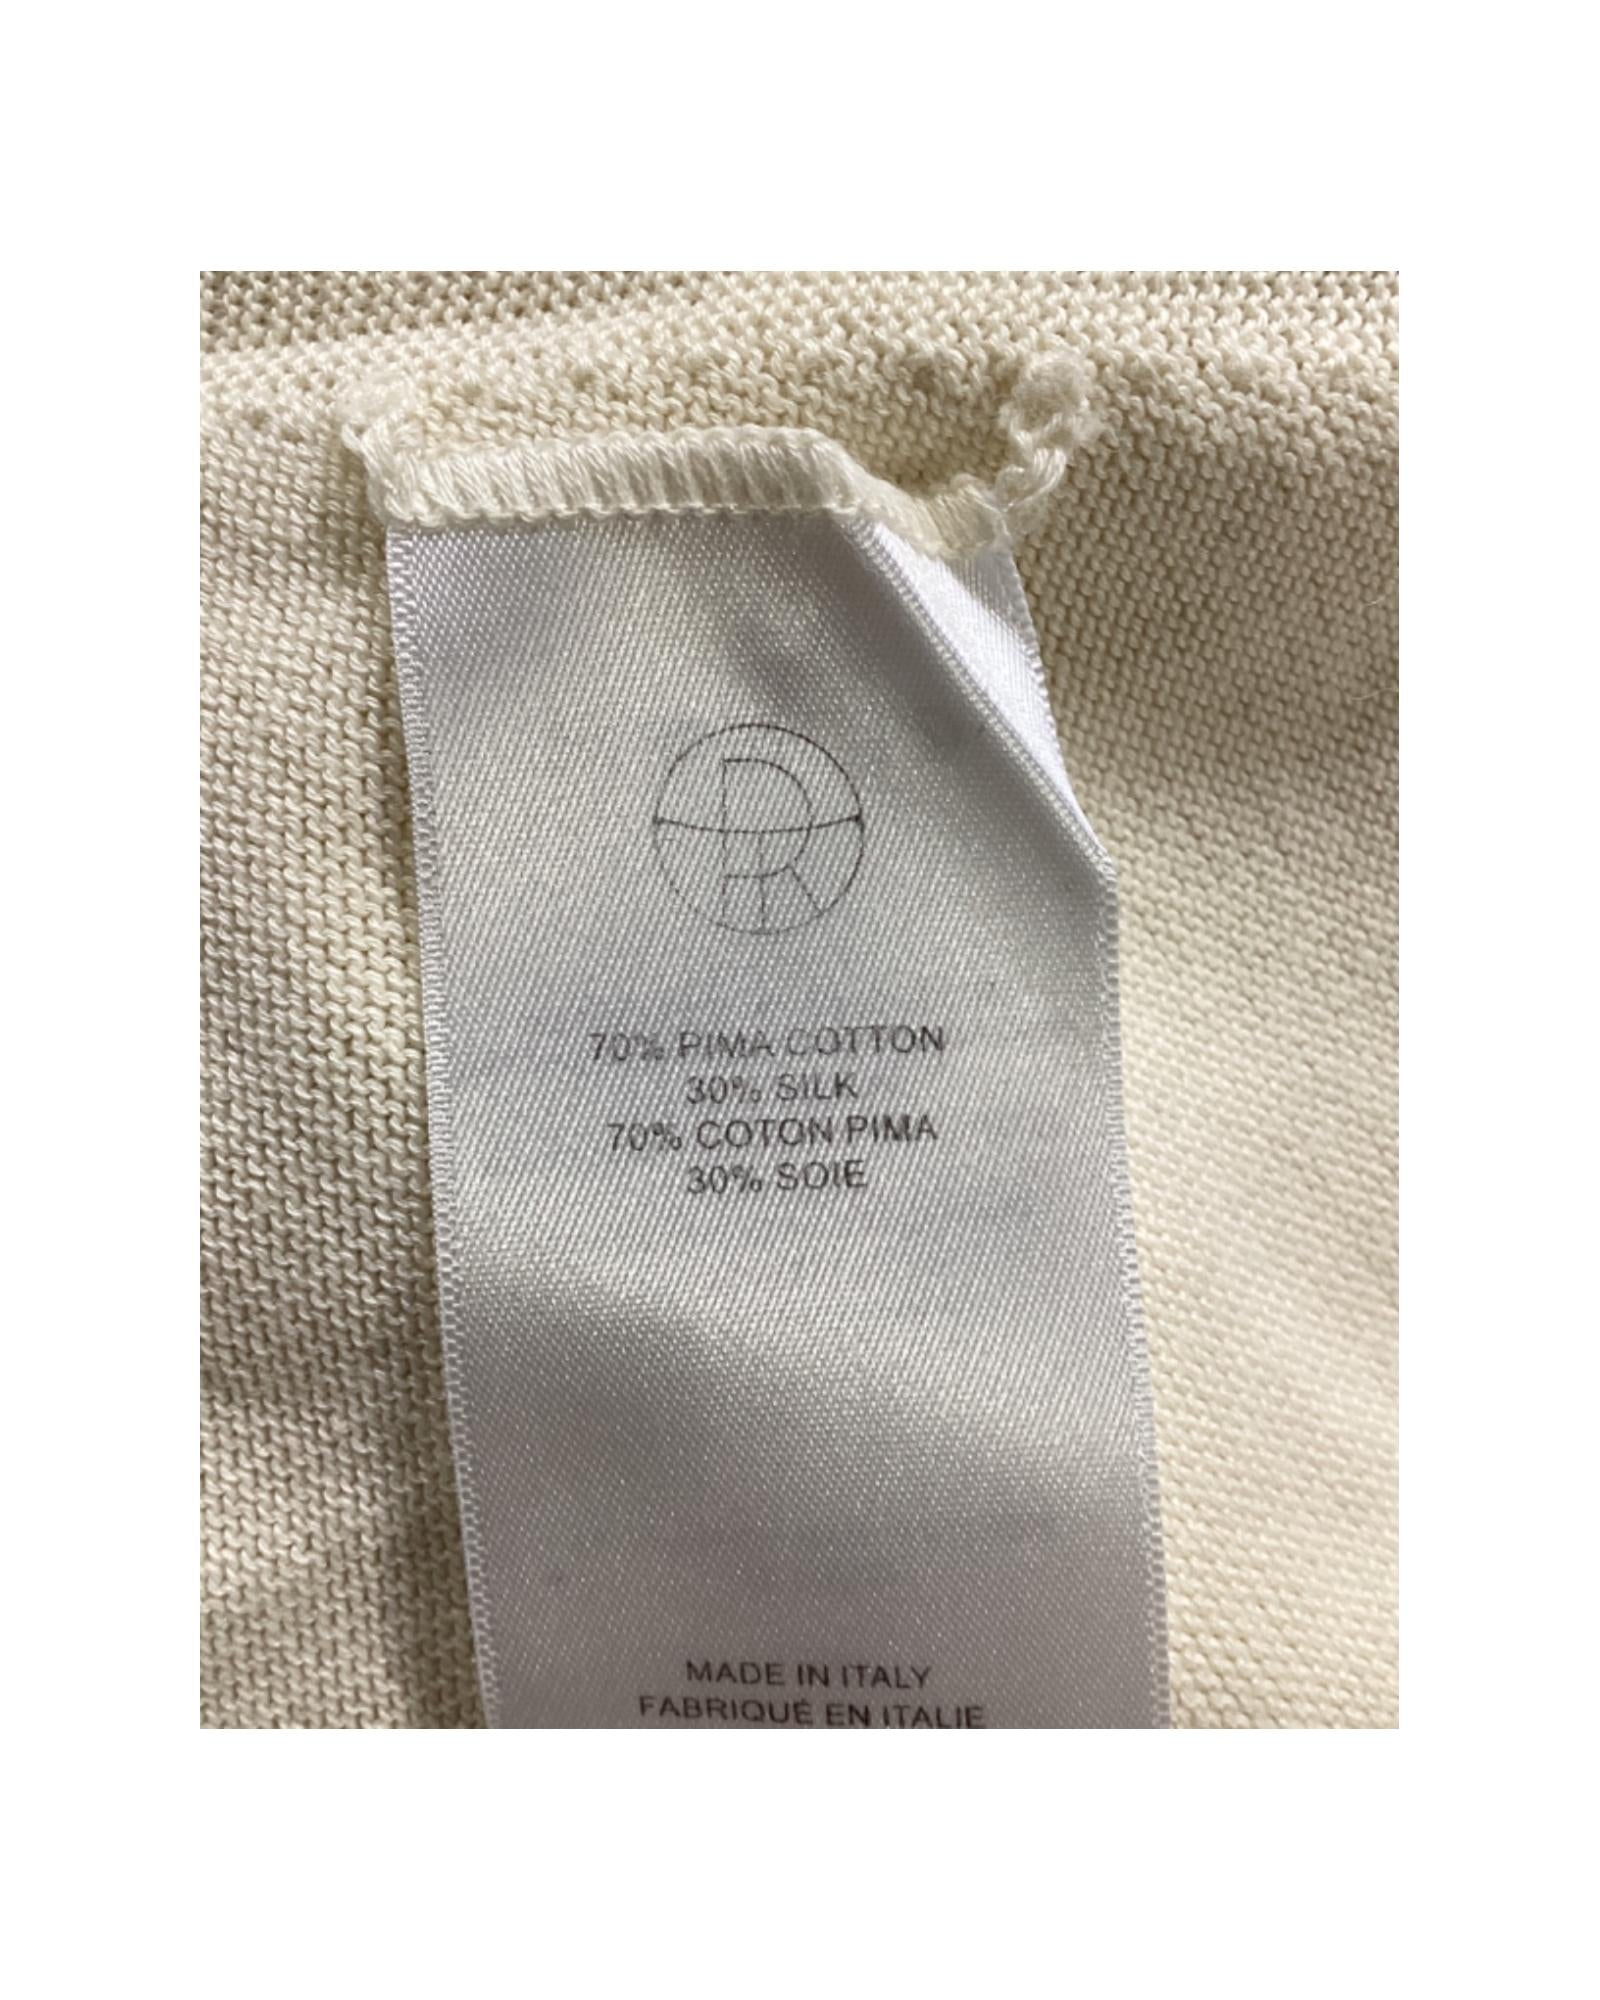 70% PIMA COTTON
30% SILK
70% COTON PIMA
30% SOIE
MADE IN ITALY
FABRIQUÉ EN ITALIE